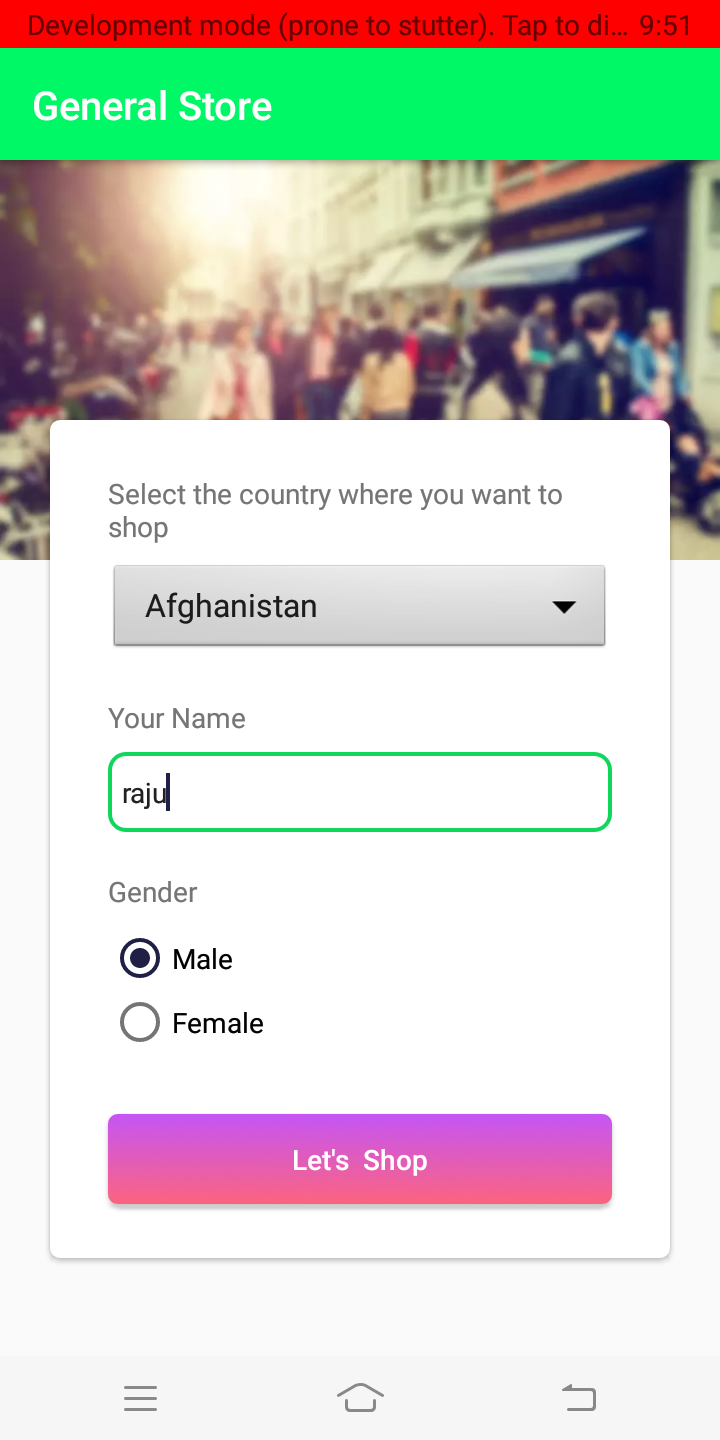 Development mode (prone to stutter). Tap to di... 9:51
General Store
Select the country where you want to
shop
Afghanistan
Your Name
raju
Gender
Male
Female
Let's Shop